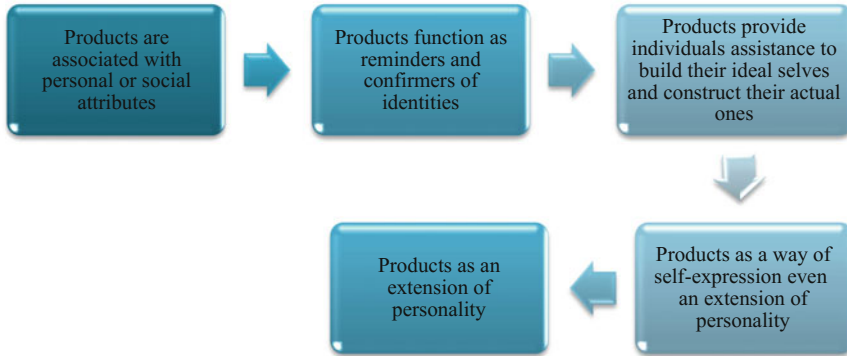 Products are
associated with
personal or social
attributes
Products function as
reminders and
confirmers of
identities
Products provide
individuals assistance to
build their ideal selves
and construct their actual
ones
Products as a way of
self-expression even
an extension of
personality
Products as an
extension of
personality